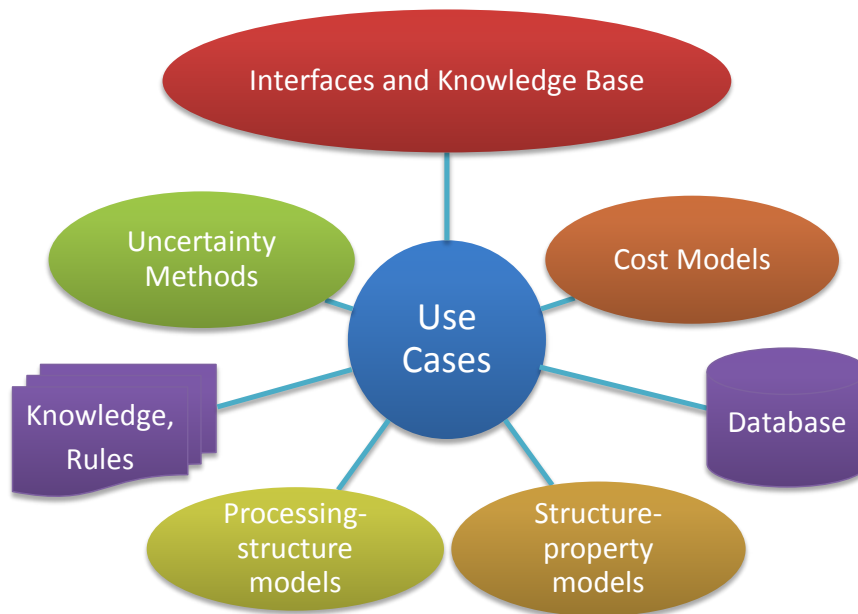 Interfaces and Knowledge Base
Uncertainty
Methods
Cost Models
Use
Cases
Knowledge,
Rules
Database
Processing-
structure
models
Structure-
property
models